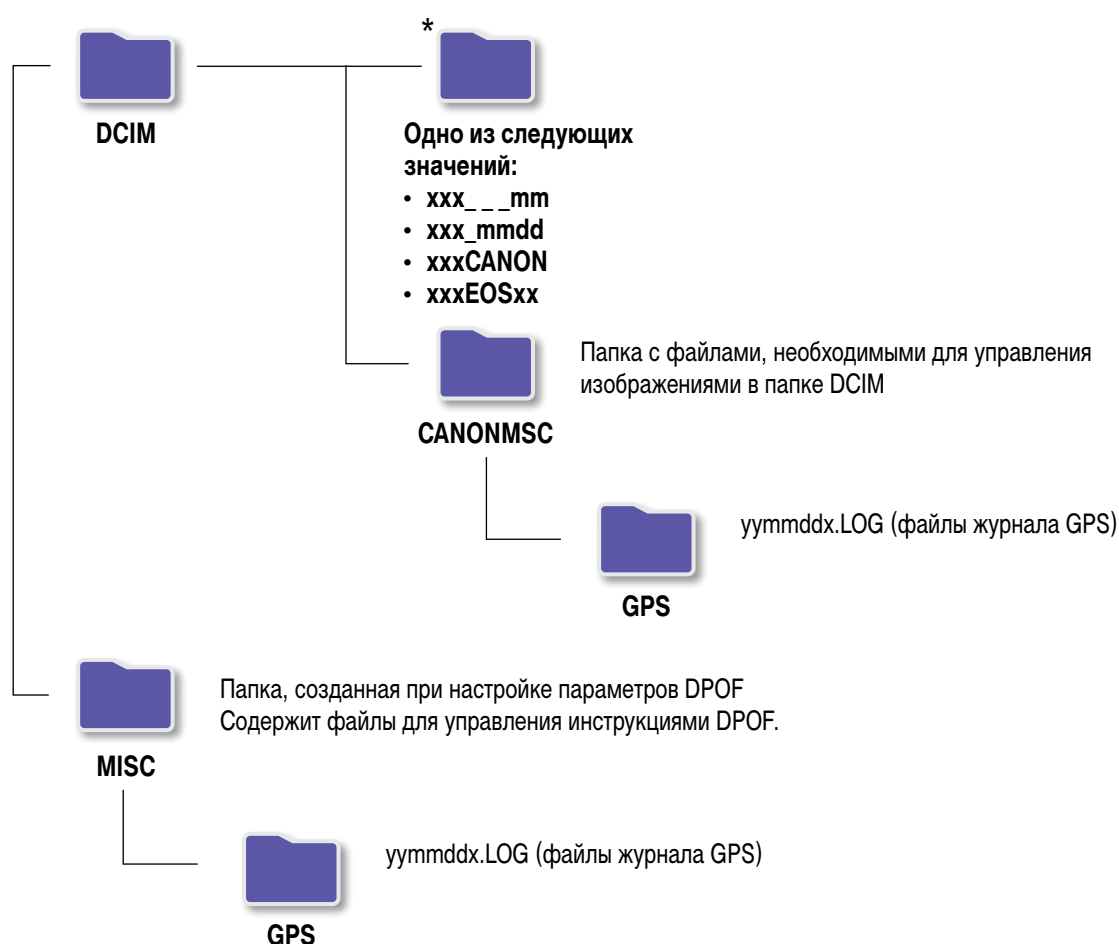 *
DCIM
Одно из следующих
значений:
• xxx_ _ _mm
• xxx_mmdd
• xxxCANON
• xxxEOSxx
Папка с файлами, необходимыми для управления
изображениями в папке DCIM
CANONMSC
yymmddx.LOG (файлы журнала GPS)
GPS
Папка, созданная при настройке параметров DPOF
Содержит файлы для управления инструкциями DPOF.
MISC
yymmddx.LOG (файлы журнала GPS)
GPS